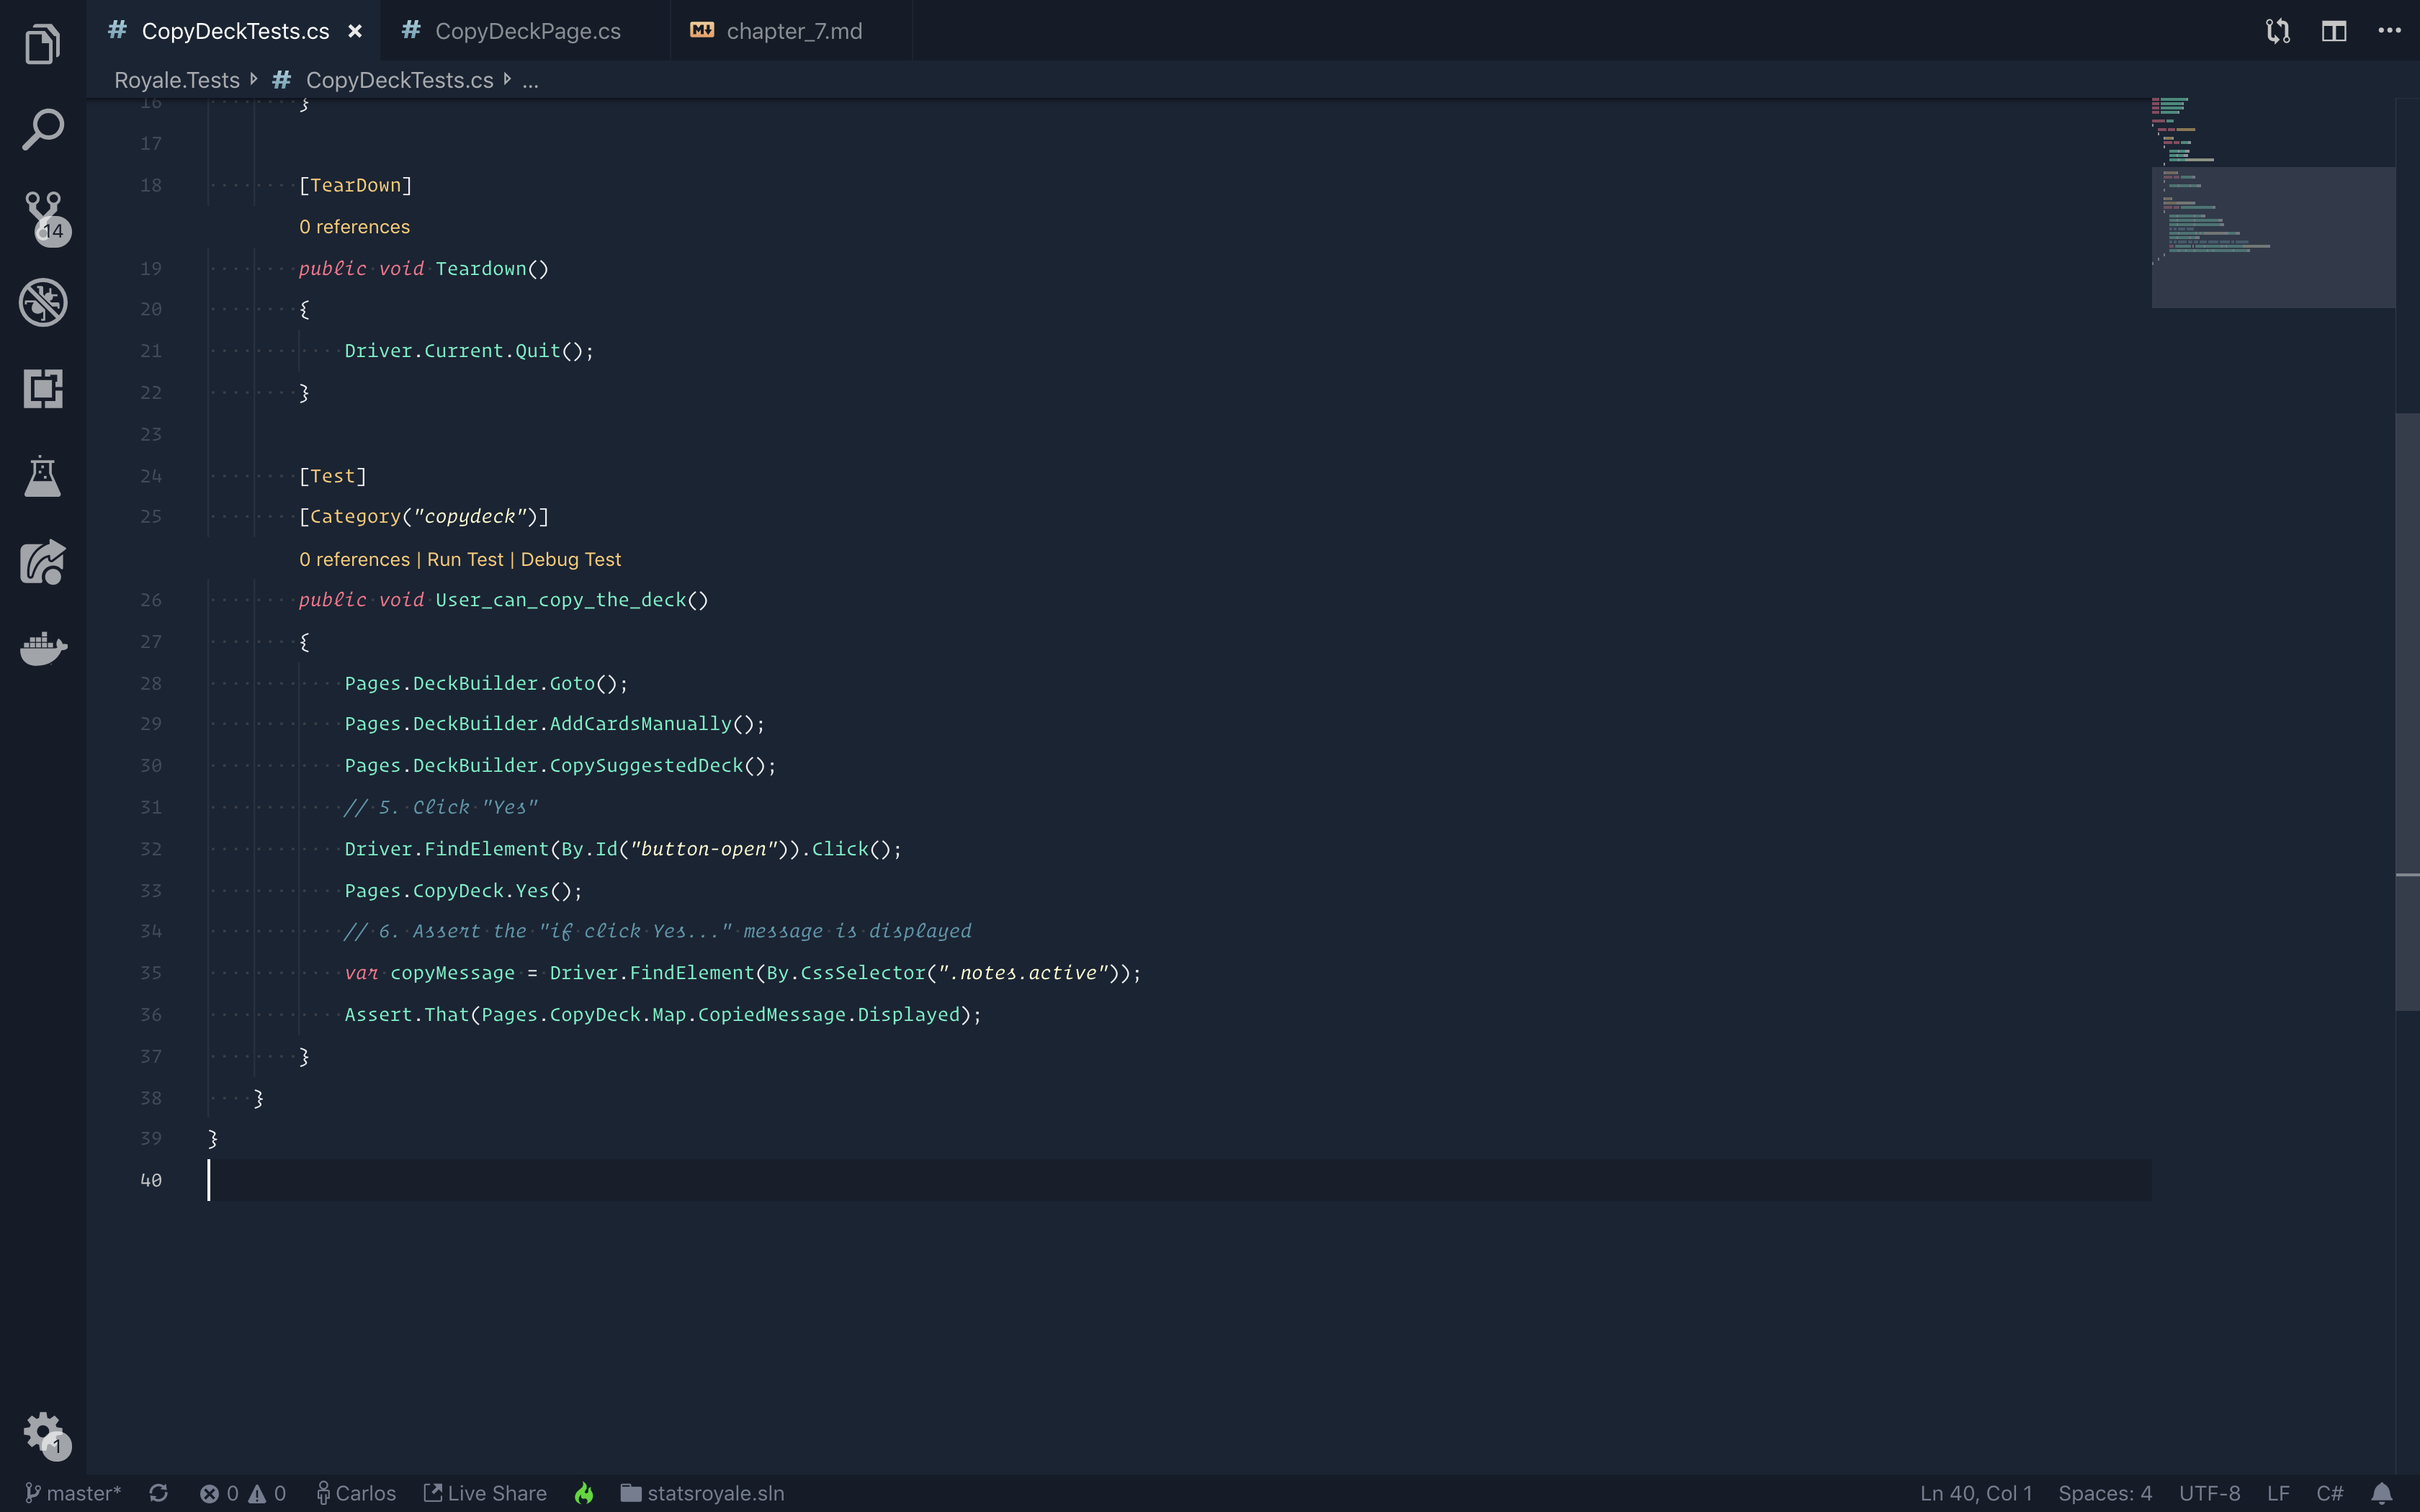 CopyDeckTests.cs
CopyDeckPage.cs
chapter_7.md
Royale.Tests CopyDeckTests.cs ...
16 }
17
18 [TearDown]
0 references
19 public void Teardown()
20 {
21 Driver.Current.Quit();
22 }
23
24 [Test]
25 [Category("copydeck")]
0 references | Run Test | Debug Test
26 public void User_can_copy_the_deck()
27 {
28 Pages.DeckBuilder.Goto();
29 Pages.DeckBuilder.AddCardsManually();
30 Pages.DeckBuilder.CopySuggestedDeck();
31 // 5. Click "Yes"
32 Driver.FindElement(By.Id("button-open")).Click();
33 Pages.CopyDeck.Yes();
34 // 6. Assert the "if click Yes..." message is displayed
35 var copyMessage = Driver.FindElement(By.CssSelector(".notes.active"));
36 Assert.That(Pages.CopyDeck.Map.CopiedMessage.Displayed);
37 }
38 }
39 }
40
14
1
master* 0 0 Carlos Live Share statsroyale.sln Ln 40, Col 1 Spaces: 4 UTF-8 LF C#